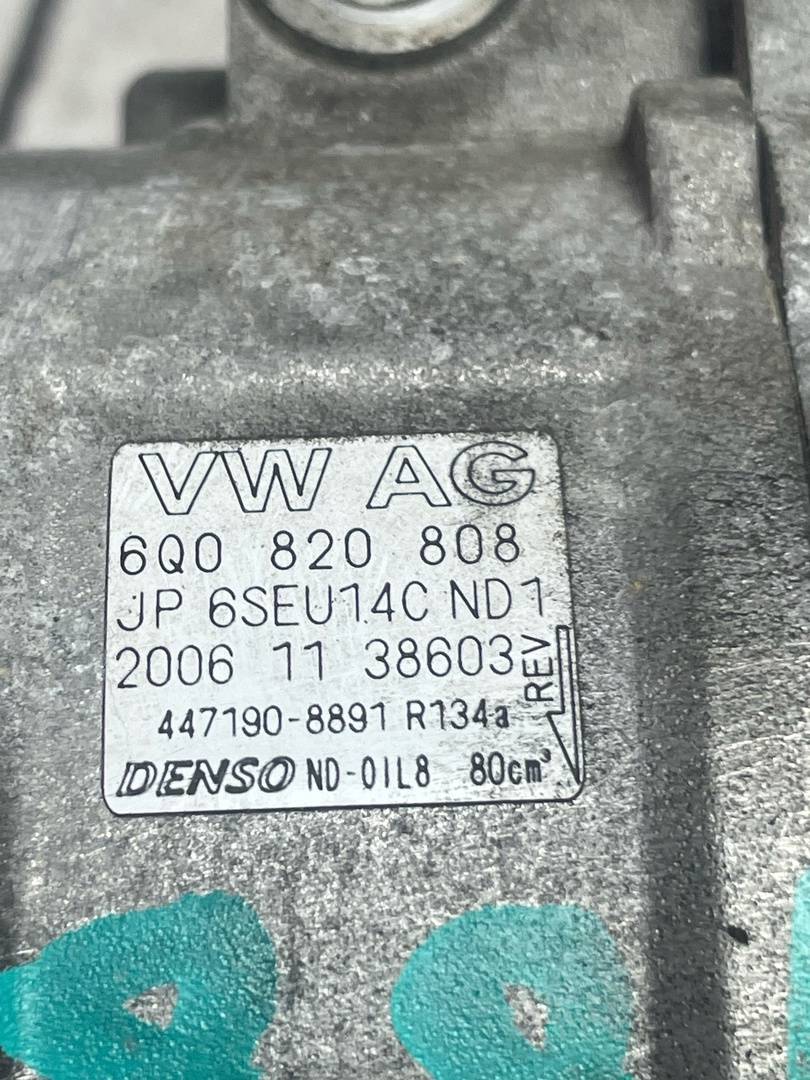 VW AG
6Q0 820 808
JP 6SEU14C ND1
2006 11 38603
REV
447190-8891 R134a
DENSO ND-OIL8 80cm³